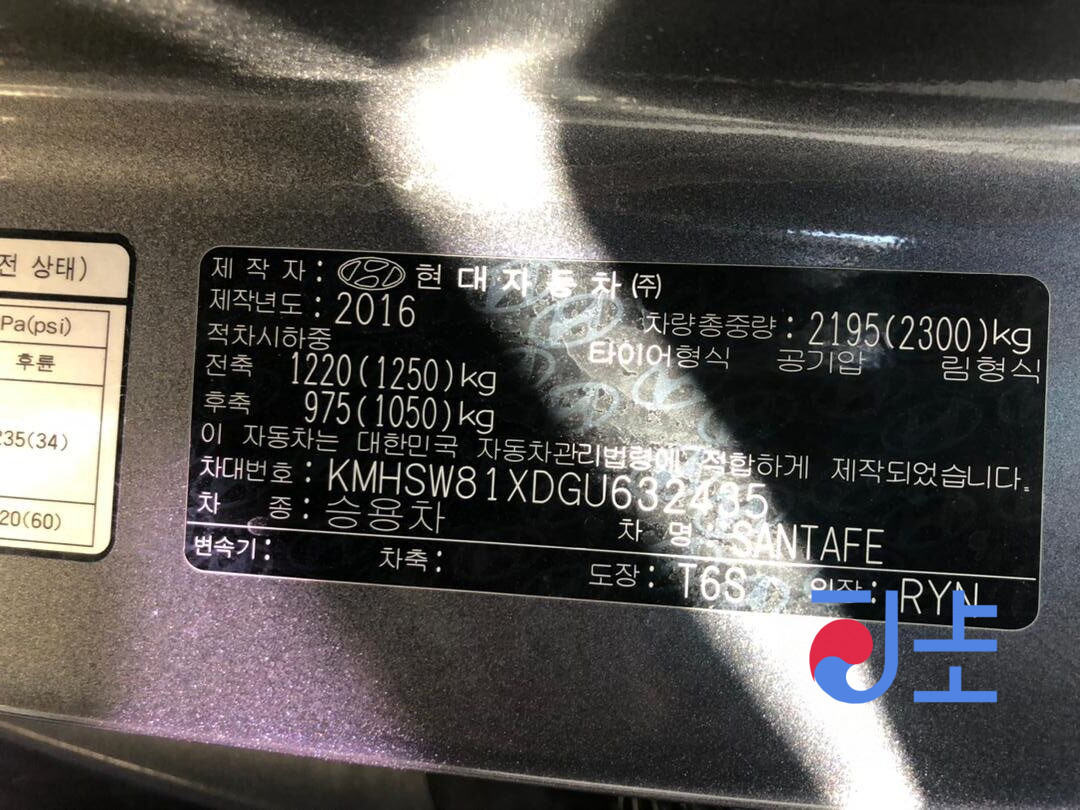 전 상태)
Pa(psi)
후륜
235(34)
20(60)
제 작 자 : 현 대 자 동 차 ㈜
제작년도 : 2016
차량총중량 : 2195(2300)kg
적차시하중
타이어형식 공기압 림형식
전축 1220(1250)kg
후축 975(1050)kg
이 자동차는 대한민국 자동차관리법령에 적합하게 제작되었습니다.
차대번호 : KMHSW81XDGU632435
차 종 : 승용차 차 명 : SANTAFE
변속기 : 차축 : 도장 : T6S 외장 : RYN